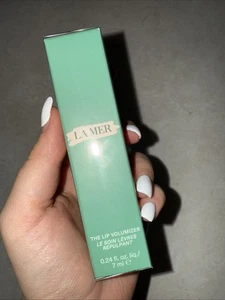 LA MER
THE LIP VOLUMIZER
LE SOIN LÈVRES
REPULPANT
0.24 fl. oz. liq./
7 ml ℮